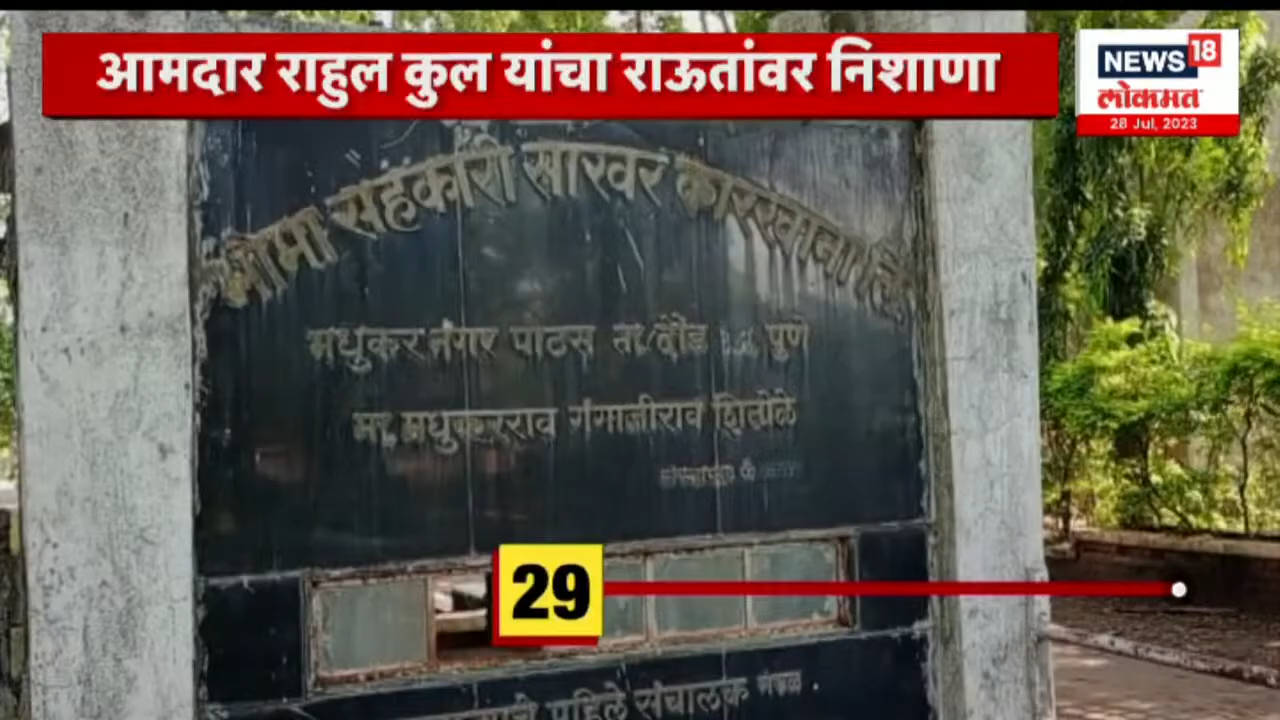 आमदार राहुल कुल यांचा राऊतांवर निशाणा
NEWS 18
लोकमत
28 Jul, 2023
भीमा सहकारी साखर कारखाना लि
मधुकर नगर पाटस ता/दौंड पुणे
मधुकरराव गंगाजीराव शितोळे
29
पहिले संचालक मंडळ .